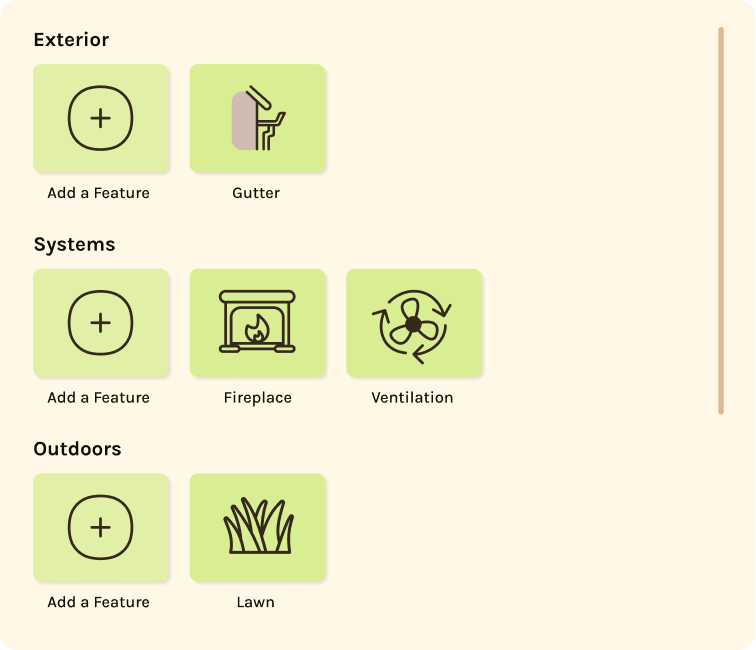 Exterior
Add a Feature
Gutter
Systems
Add a Feature
Fireplace
Ventilation
Outdoors
Add a Feature
Lawn